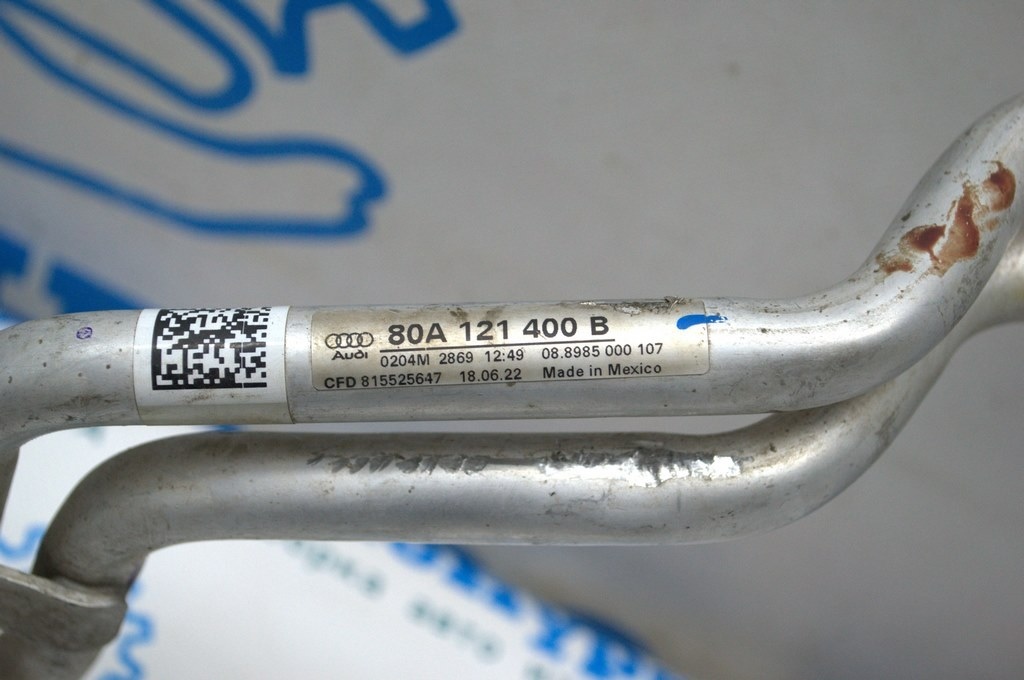 80A 121 400 B
Audi
0204M 2869 12:49 08.8985 000 107
CFD 815525647 18.06.22 Made in Mexico